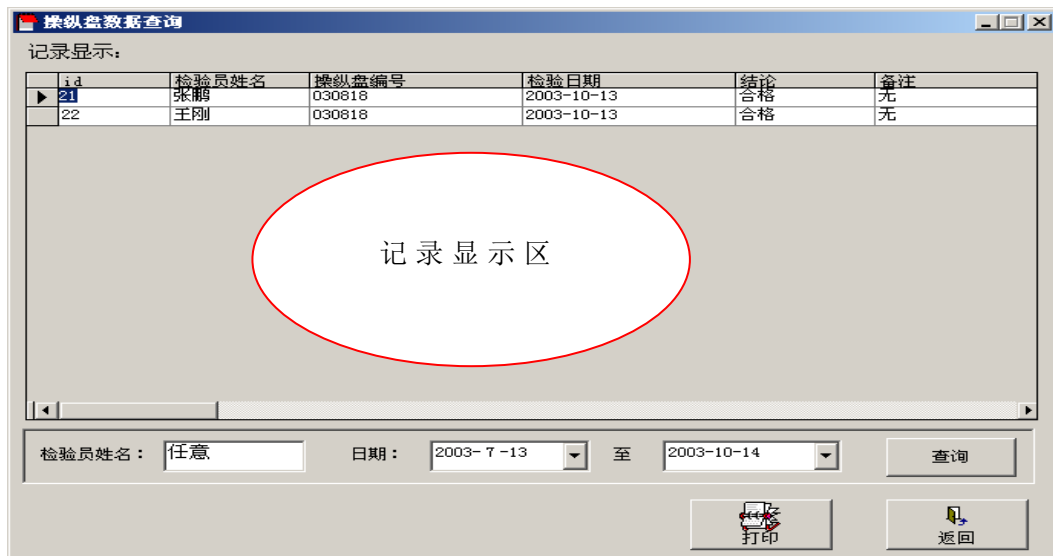 操纵盘数据查询
记录显示：
id 检验员姓名 操纵盘编号 检验日期 结论 备注
21 张鹏 030818 2003-10-13 合格 无
22 王刚 030818 2003-10-13 合格 无
记录显示区
检验员姓名： 任意 日期： 2003-7-13 至 2003-10-14 查询
打印 返回